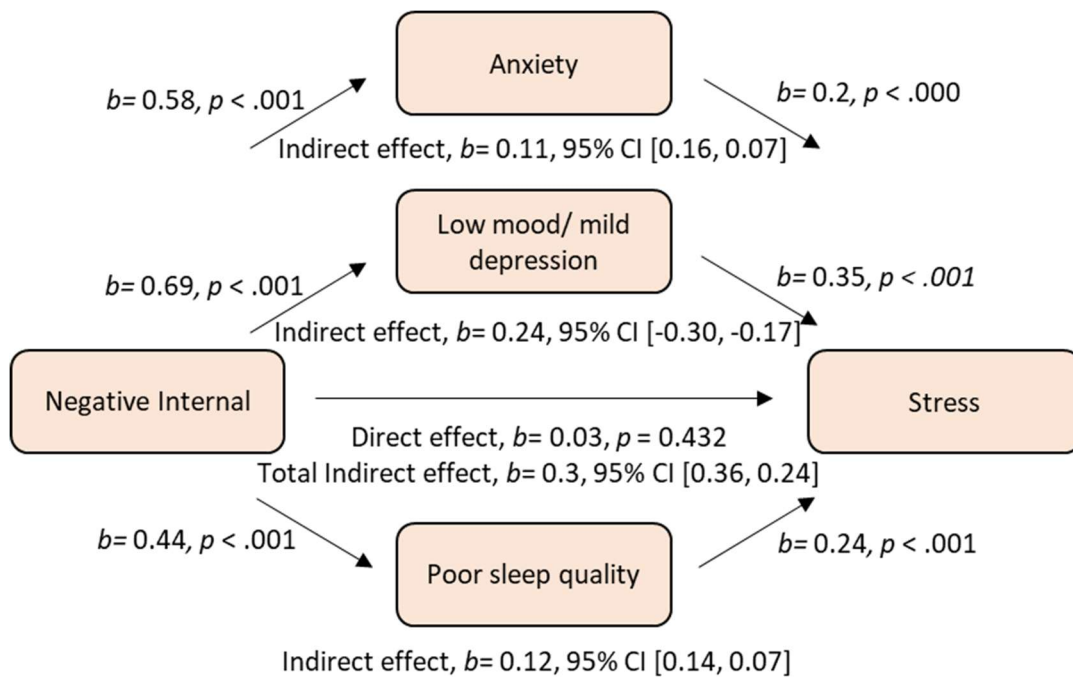 Anxiety
b= 0.58, p < .001
b= 0.2, p < .000
Indirect effect, b= 0.11, 95% CI [0.16, 0.07]
Low mood/ mild
depression
b= 0.69, p < .001
b= 0.35, p < .001
Indirect effect, b= 0.24, 95% CI [-0.30, -0.17]
Negative Internal
Stress
Direct effect, b= 0.03, p = 0.432
Total Indirect effect, b= 0.3, 95% CI [0.36, 0.24]
b= 0.44, p < .001
b= 0.24, p < .001
Poor sleep quality
Indirect effect, b= 0.12, 95% CI [0.14, 0.07]